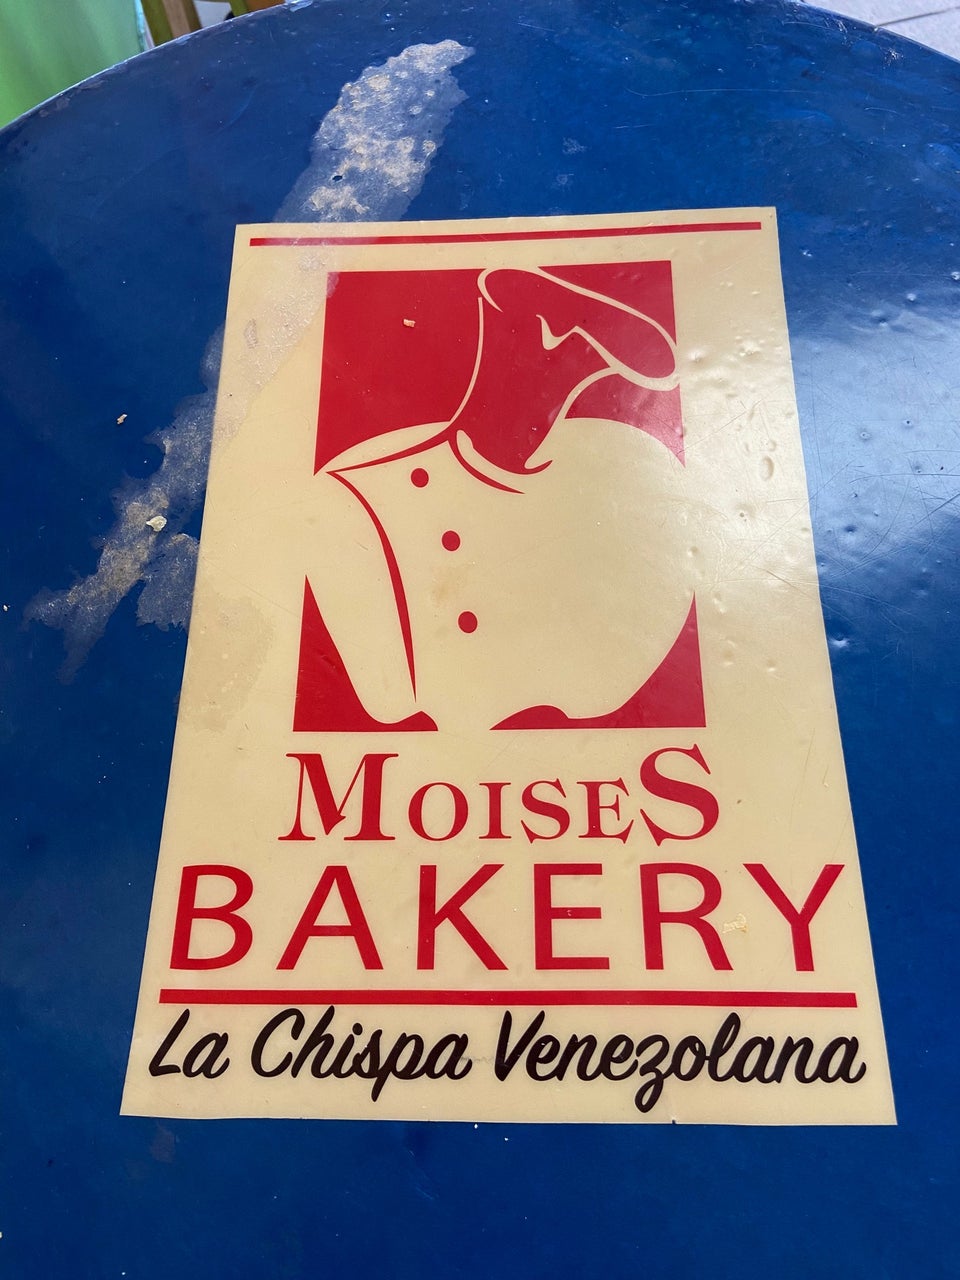 MOISES
BAKERY
La Chispa Venezolana